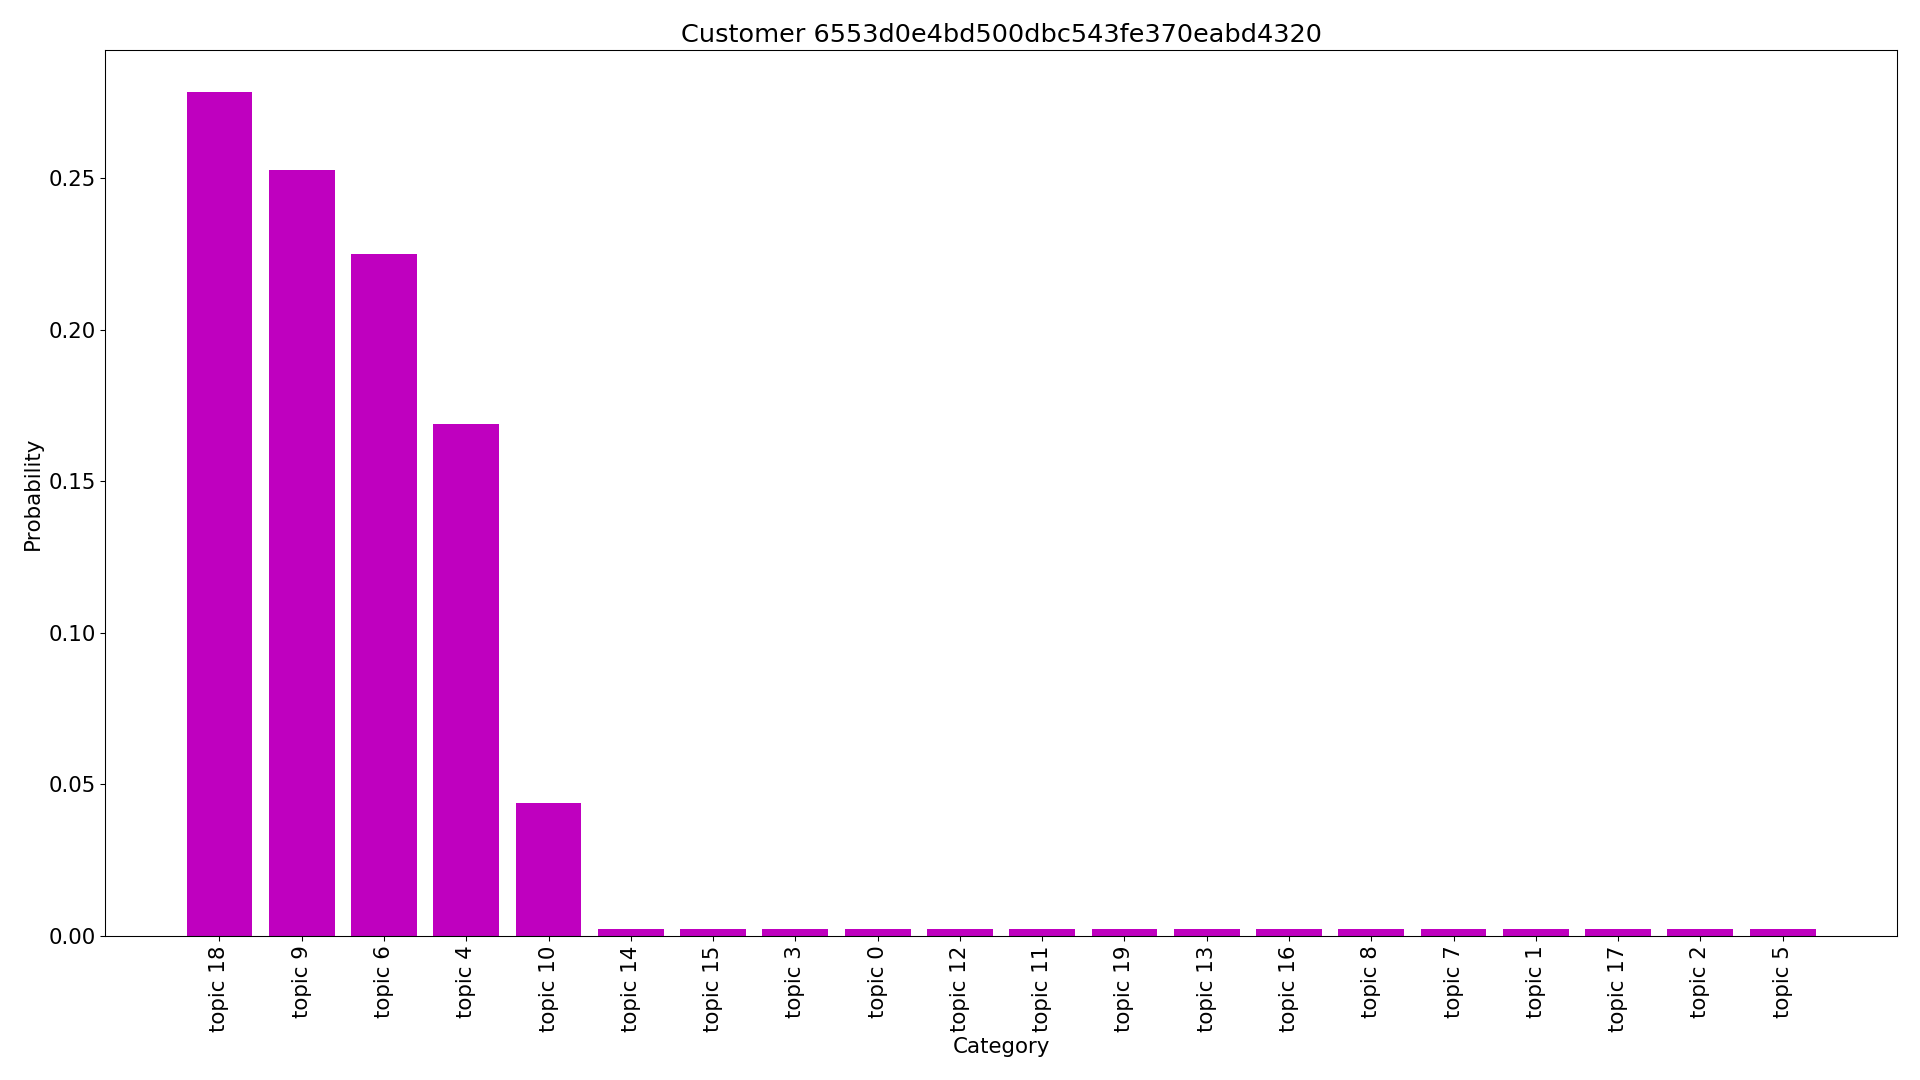 Customer 6553d0e4bd500dbc543fe370eabd4320
Probability
0.25
0.20
0.15
0.10
0.05
0.00
topic 18
topic 9
topic 6
topic 4
topic 10
topic 14
topic 15
topic 3
topic 0
topic 12
topic 11
topic 19
topic 13
topic 16
topic 8
topic 7
topic 1
topic 17
topic 2
topic 5
Category